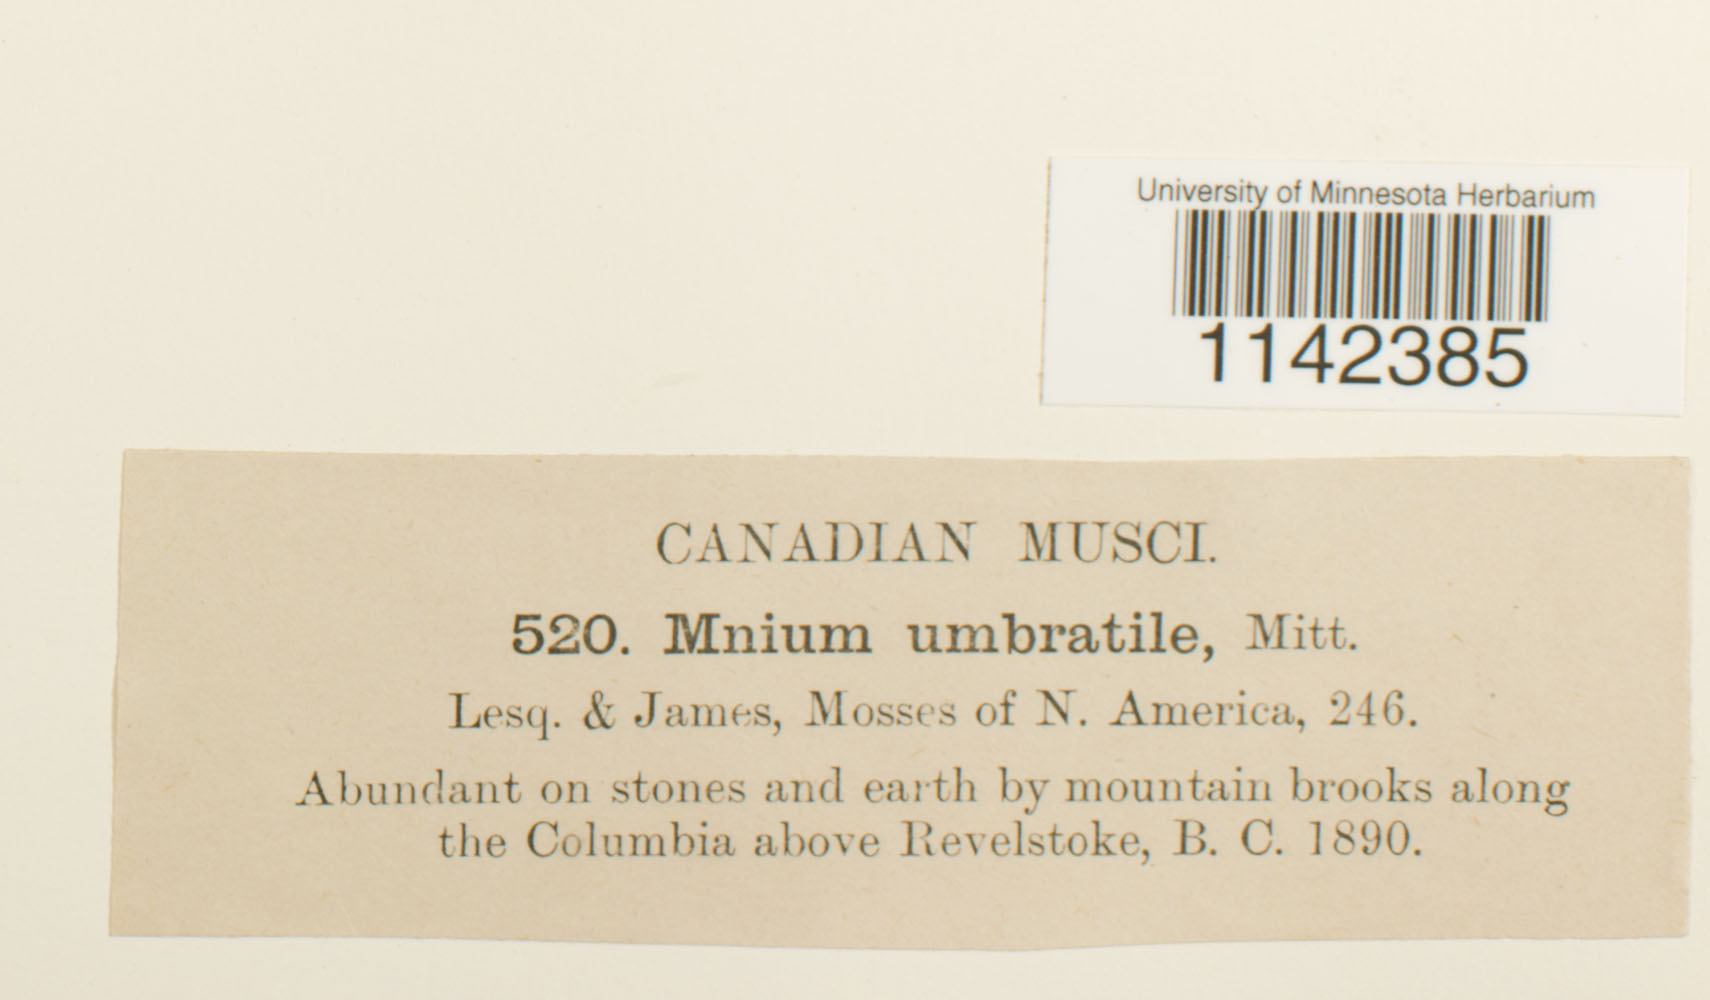 University of Minnesota Herbarium
1142385
CANADIAN MUSCI.
520. Mnium umbratile, Mitt.
Lesq. & James, Mosses of N. America, 246.
Abundant on stones and earth by mountain brooks along
the Columbia above Revelstoke, B. C. 1890.